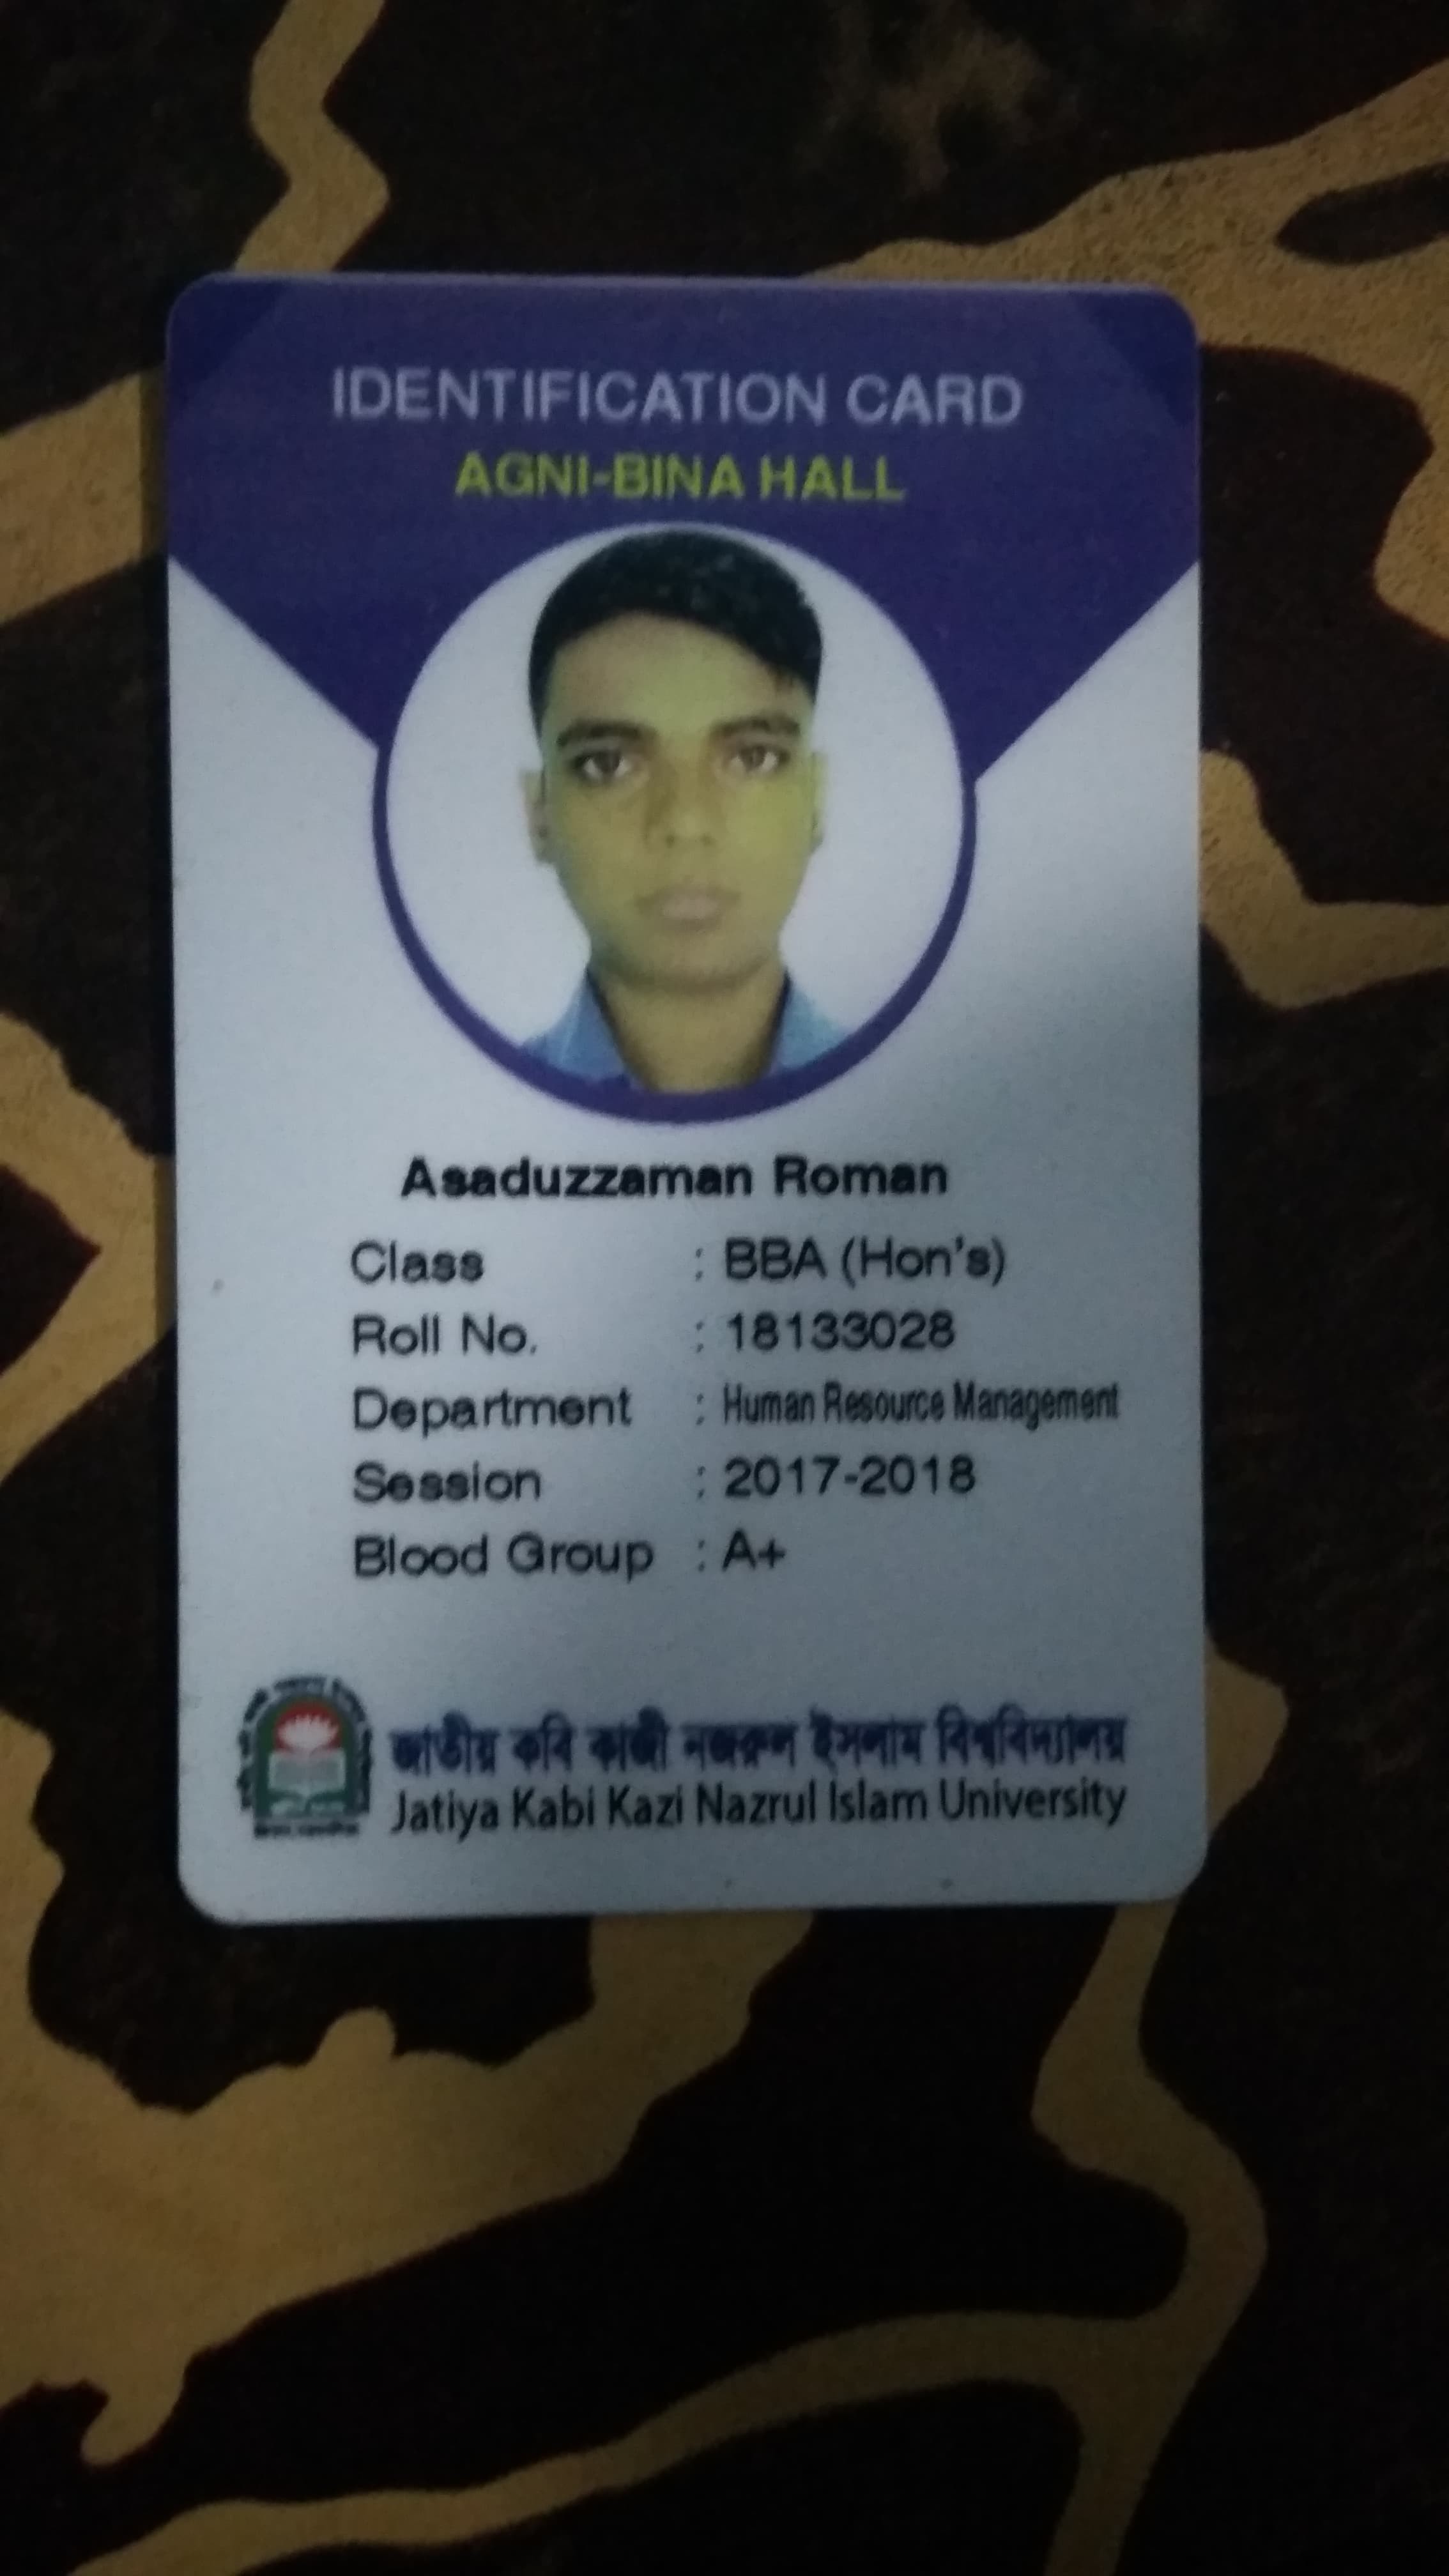 IDENTIFICATION CARD
AGNI-BINA HALL
Asaduzzaman Roman
Class : BBA (Hon's)
Roll No. : 18133028
Department : Human Resource Management
Session : 2017-2018
Blood Group : A+
জাতীয় কবি কাজী নজরুল ইসলাম বিশ্ববিদ্যালয়
Jatiya Kabi Kazi Nazrul Islam University